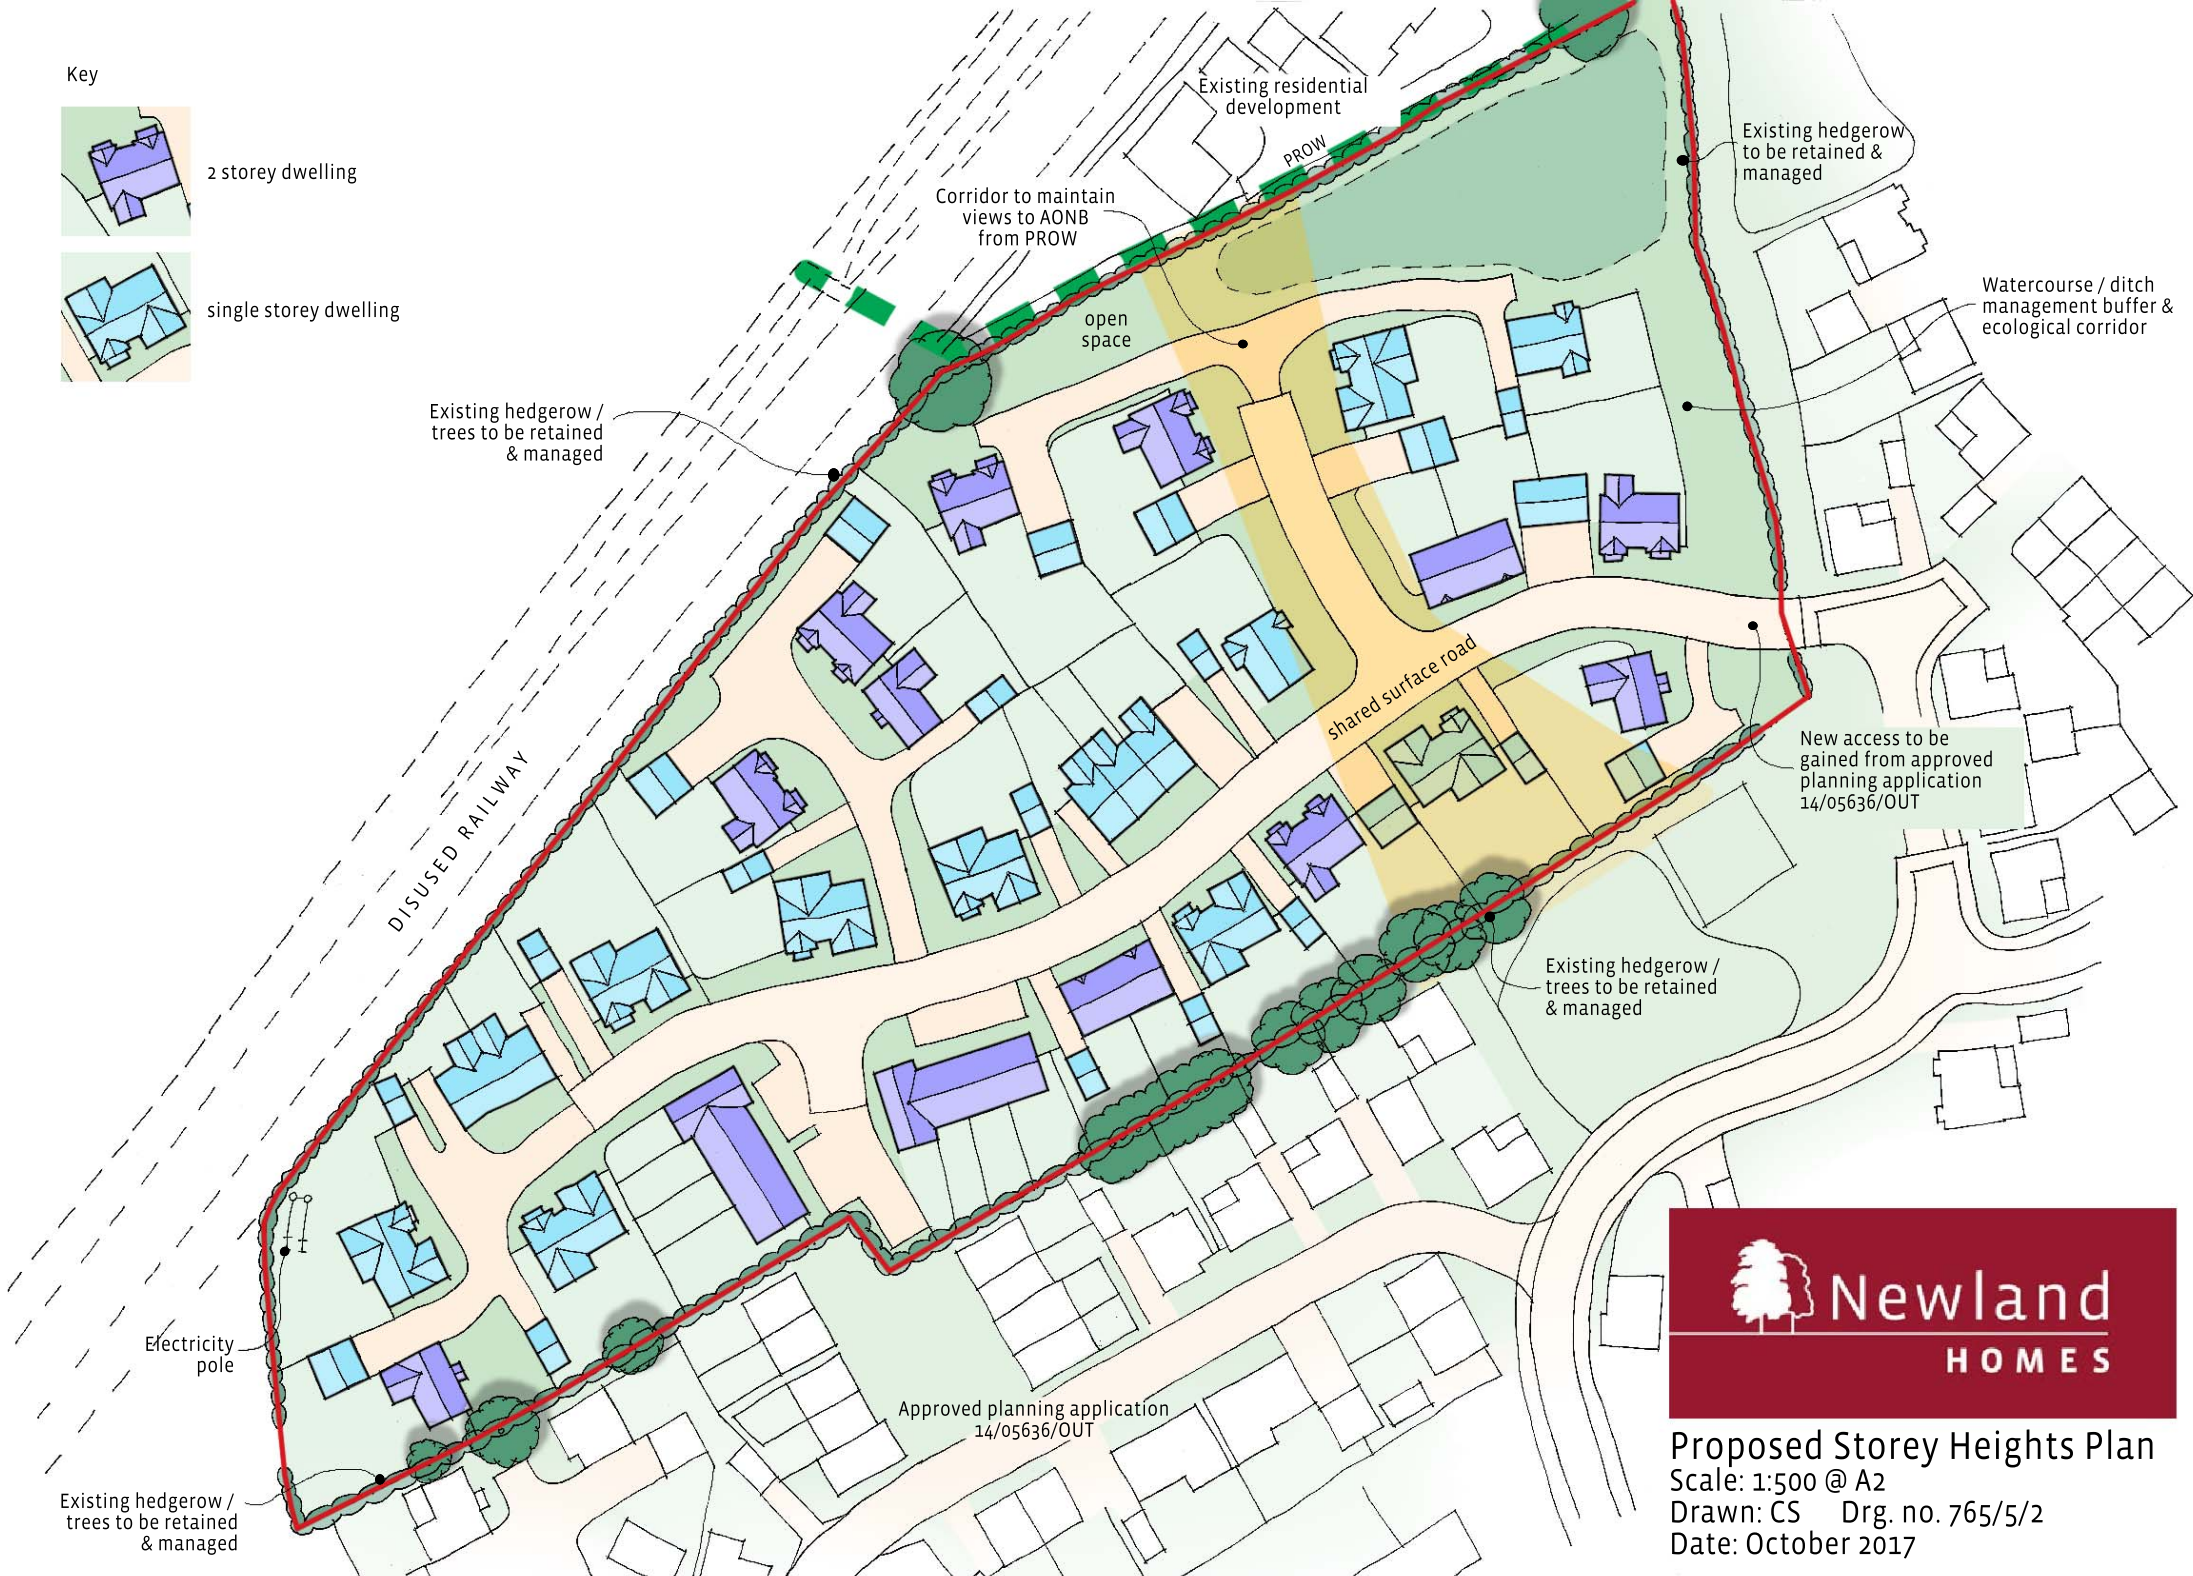 Key
2 storey dwelling
single storey dwelling
Existing residential
development
PROW
Corridor to maintain
views to AONB
from PROW
open
space
Existing hedgerow
to be retained &
managed
Watercourse / ditch
management buffer &
ecological corridor
Existing hedgerow /
trees to be retained
& managed
DISUSED RAILWAY
shared surface road
New access to be
gained from approved
planning application
14/05636/OUT
Existing hedgerow /
trees to be retained
& managed
Electricity
pole
Existing hedgerow /
trees to be retained
& managed
Approved planning application
14/05636/OUT
Newland
HOMES
Proposed Storey Heights Plan
Scale: 1:500 @ A2
Drawn: CS Drg. no. 765/5/2
Date: October 2017